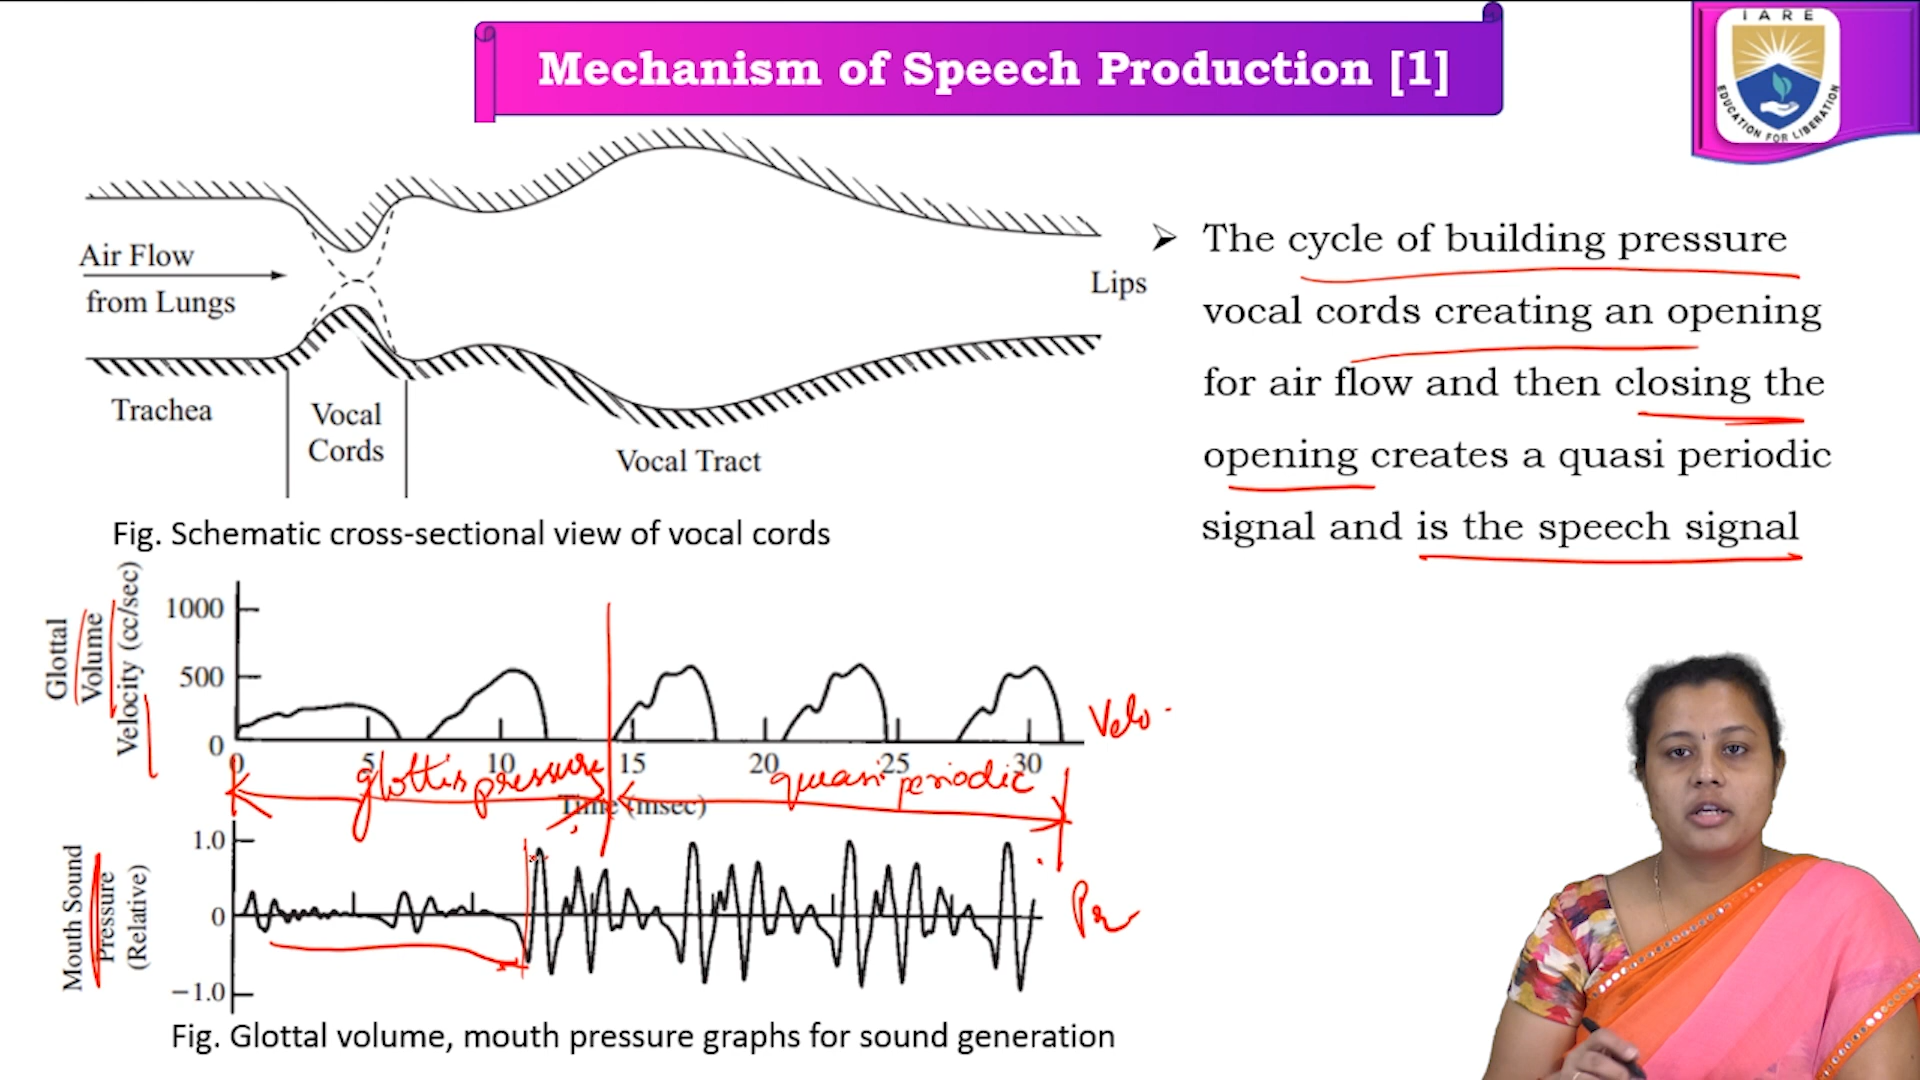 Mechanism of Speech Production [1]
IARE
EDUCATION FOR LIBERATION
Air Flow
from Lungs
Lips
Trachea
Vocal
Cords
Vocal Tract
Fig. Schematic cross-sectional view of vocal cords
➢ The cycle of building pressure
vocal cords creating an opening
for air flow and then closing the
opening creates a quasi periodic
signal and is the speech signal
Glottal
Volume
Velocity (cc/sec)
1000
500
0
0 5 10 15 20 25 30
Time (msec)
glottis pressure
quasi periodic
Velo.
Mouth Sound
Pressure
(Relative)
1.0
0
−1.0
Pr
Fig. Glottal volume, mouth pressure graphs for sound generation